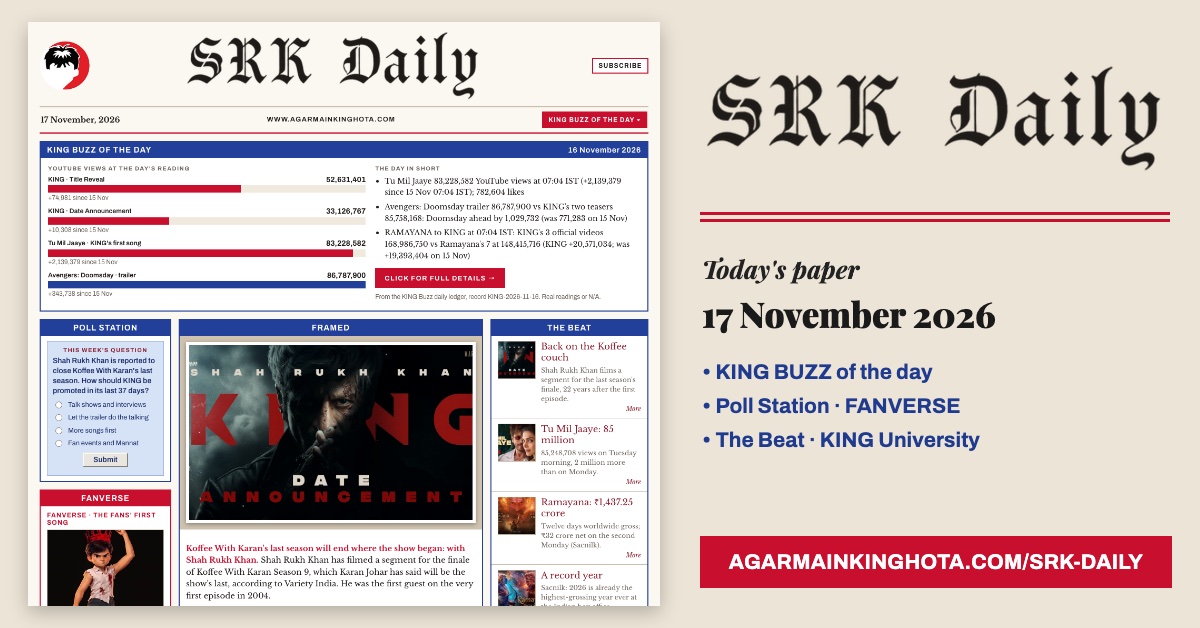 SRK Daily
SUBSCRIBE
17 November, 2026
WWW.AGARMAINKINGHOTA.COM
KING BUZZ OF THE DAY
KING BUZZ OF THE DAY
16 November 2026
YOUTUBE VIEWS AT THE DAY'S READING
KING · Title Reveal
52,631,401
+74,981 since 15 Nov
KING · Date Announcement
33,126,767
+10,308 since 15 Nov
Tu Mil Jaaye · KING's first song
83,228,582
+2,139,379 since 15 Nov
Avengers: Doomsday · trailer
86,787,900
+343,738 since 15 Nov
THE DAY IN SHORT
• Tu Mil Jaaye 83,228,582 YouTube views at 07:04 IST (+2,139,379
since 15 Nov 07:04 IST); 782,604 likes
• Avengers: Doomsday trailer 86,787,900 vs KING's two teasers
85,758,168: Doomsday ahead by 1,029,732 (was 771,283 on 15 Nov)
• RAMAYANA to KING at 07:04 IST: KING's 3 official videos
168,986,750 vs Ramayana's 7 at 148,415,716 (KING +20,571,034; was
+19,393,404 on 15 Nov)
CLICK FOR FULL DETAILS →
From the KING Buzz daily ledger, record KING-2026-11-16. Real readings or N/A.
POLL STATION
THIS WEEK'S QUESTION
Shah Rukh Khan is reported to
close Koffee With Karan's last
season. How should KING be
promoted in its last 37 days?
Talk shows and interviews
Let the trailer do the talking
More songs first
Fan events and Mannat
Submit
FANVERSE
FANVERSE · THE FANS' FIRST
SONG
FRAMED
SHAH RUKH KHAN
KING
DATE
ANNOUNCEMENT
Koffee With Karan's last season will end where the show began: with
Shah Rukh Khan. Shah Rukh Khan has filmed a segment for the finale
of Koffee With Karan Season 9, which Karan Johar has said will be the
show's last, according to Variety India. He was the first guest on the very
first episode in 2004.
THE BEAT
Back on the Koffee
couch
Shah Rukh Khan films a
segment for the last season's
finale, 22 years after the first
episode.
More
Tu Mil Jaaye: 85
million
85,248,708 views on Tuesday
morning, 2 million more
than on Monday.
More
Ramayana: ₹1,437.25
crore
Twelve days worldwide gross;
₹32 crore net on the second
Monday (Sacnilk).
More
A record year
Sacnilk: 2026 is already the
highest-grossing year ever at
SRK Daily
Today's paper
17 November 2026
• KING BUZZ of the day
• Poll Station · FANVERSE
• The Beat · KING University
AGARMAINKINGHOTA.COM/SRK-DAILY